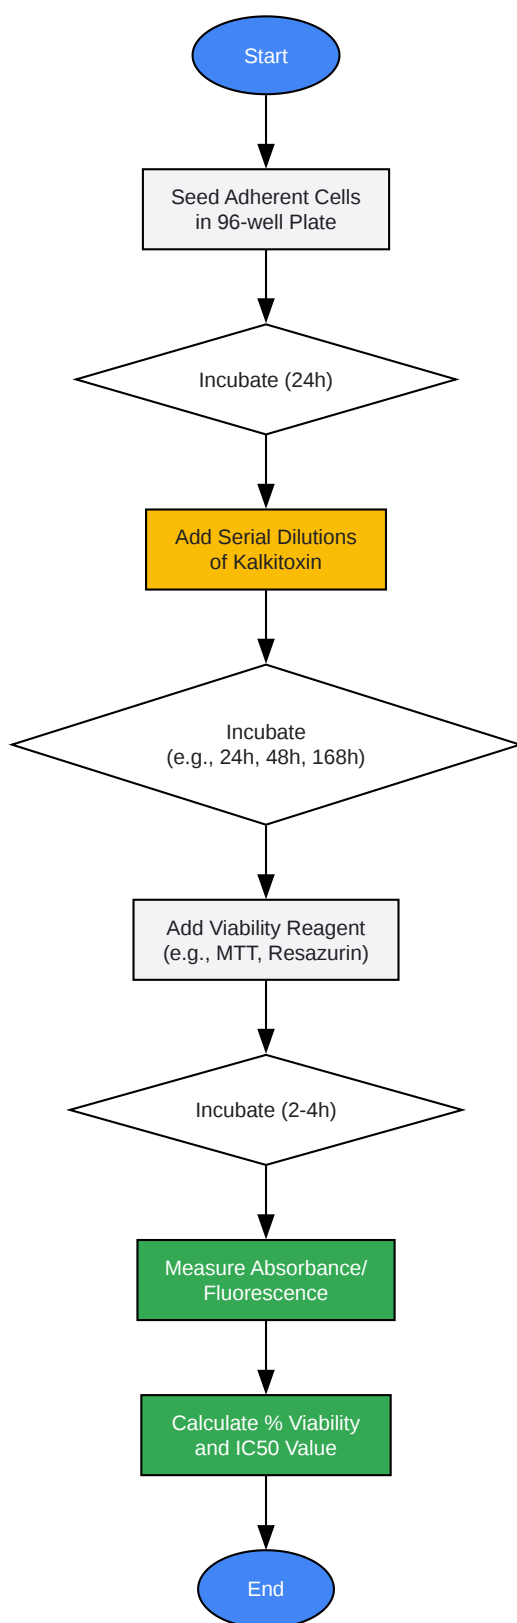 Start
Seed Adherent Cells
in 96-well Plate
Incubate (24h)
Add Serial Dilutions
of Kalkitoxin
Incubate
(e.g., 24h, 48h, 168h)
Add Viability Reagent
(e.g., MTT, Resazurin)
Incubate (2-4h)
Measure Absorbance/
Fluorescence
Calculate % Viability
and IC50 Value
End